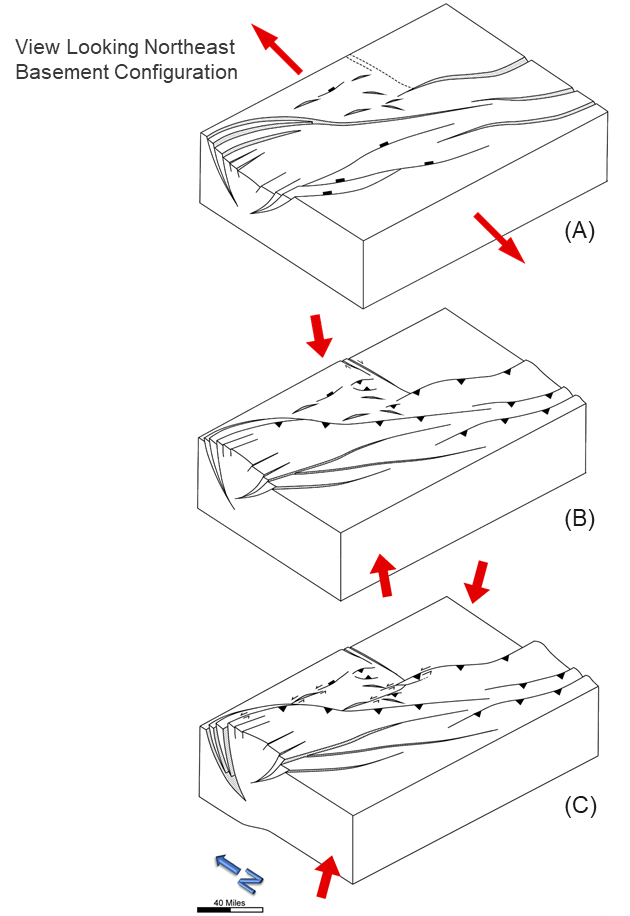 View Looking Northeast
Basement Configuration
(A)
(B)
(C)
N
40 Miles